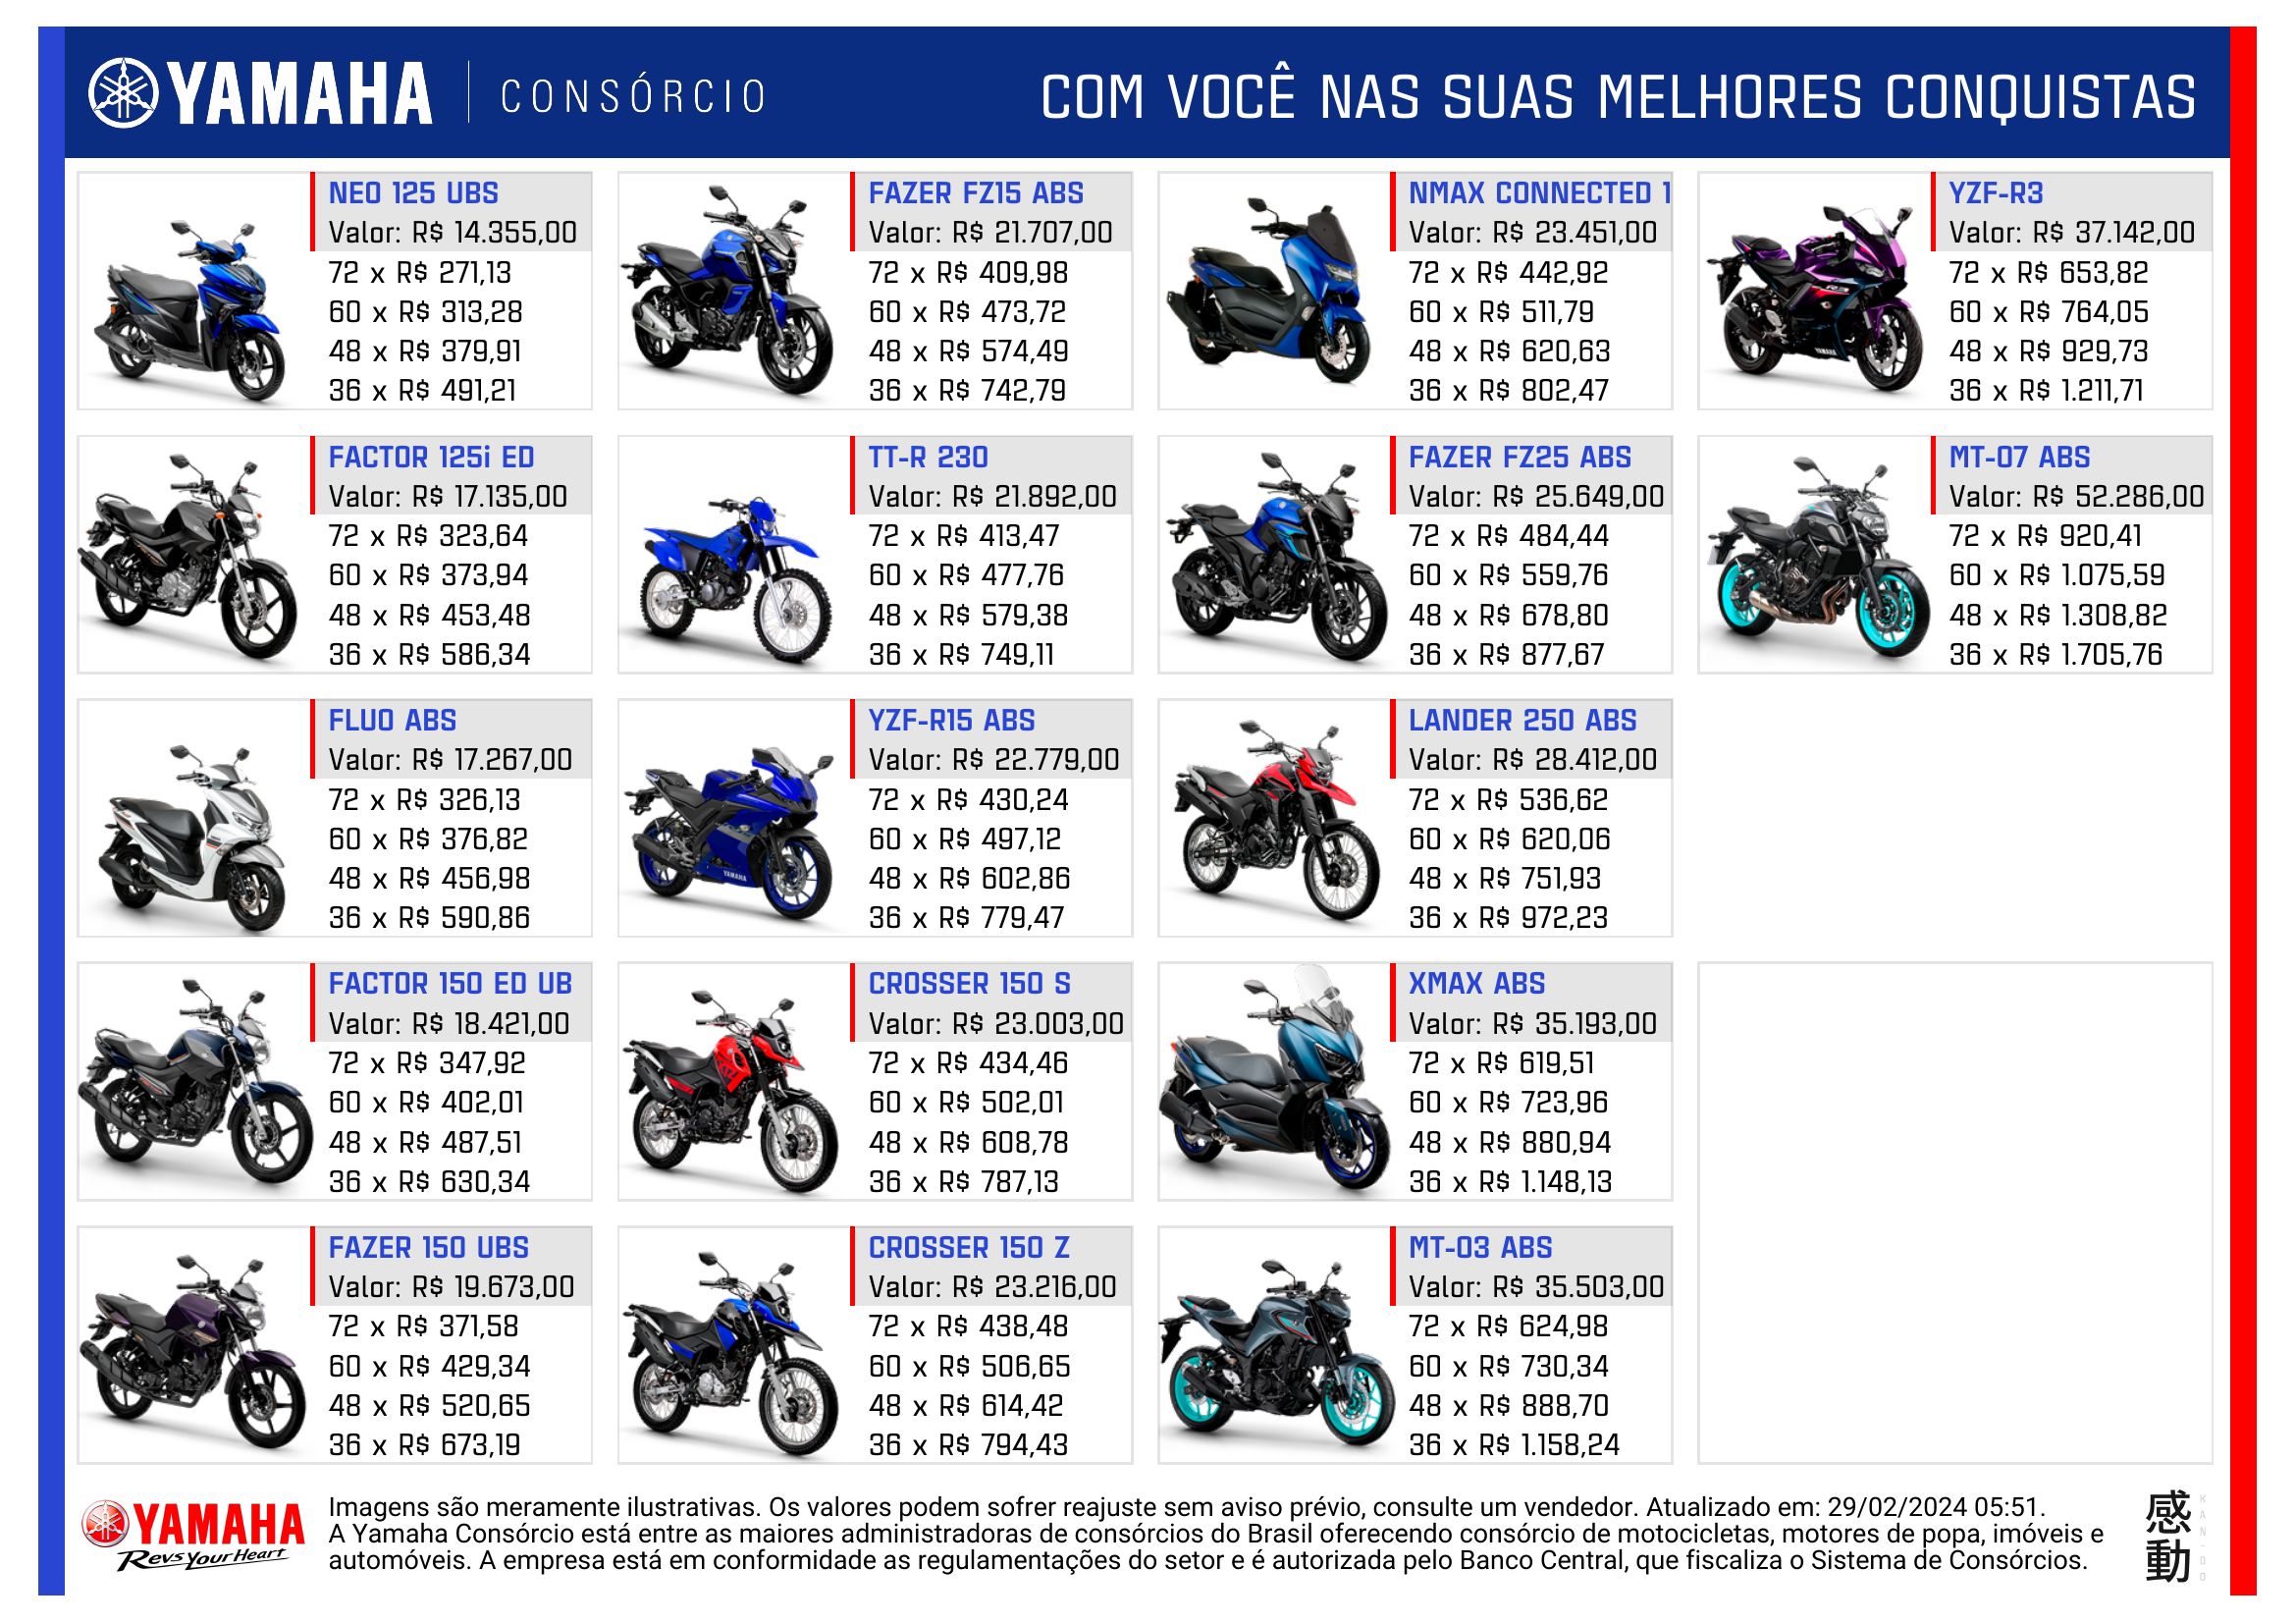 YAMAHA
CONSÓRCIO
COM VOCÊ NAS SUAS MELHORES CONQUISTAS
NEO 125 UBS
Valor: R$ 14.355,00
72 x R$ 271,13
60 x R$ 313,28
48 x R$ 379,91
36 x R$ 491,21
FACTOR 125i ED
Valor: R$ 17.135,00
72 x R$ 323,64
60 x R$ 373,94
48 x R$ 453,48
36 x R$ 586,34
FLUO ABS
Valor: R$ 17.267,00
72 x R$ 326,13
60 x R$ 376,82
48 x R$ 456,98
36 x R$ 590,86
FACTOR 150 ED UB
Valor: R$ 18.421,00
72 x R$ 347,92
60 x R$ 402,01
48 x R$ 487,51
36 x R$ 630,34
FAZER 150 UBS
Valor: R$ 19.673,00
72 x R$ 371,58
60 x R$ 429,34
48 x R$ 520,65
36 x R$ 673,19
FAZER FZ15 ABS
Valor: R$ 21.707,00
72 x R$ 409,98
60 x R$ 473,72
48 x R$ 574,49
36 x R$ 742,79
TT-R 230
Valor: R$ 21.892,00
72 x R$ 413,47
60 x R$ 477,76
48 x R$ 579,38
36 x R$ 749,11
YZF-R15 ABS
Valor: R$ 22.779,00
72 x R$ 430,24
60 x R$ 497,12
48 x R$ 602,86
36 x R$ 779,47
YAMAHA
CROSSER 150 S
Valor: R$ 23.003,00
72 x R$ 434,46
60 x R$ 502,01
48 x R$ 608,78
36 x R$ 787,13
CROSSER 150 Z
Valor: R$ 23.216,00
72 x R$ 438,48
60 x R$ 506,65
48 x R$ 614,42
36 x R$ 794,43
NMAX CONNECTED 1
Valor: R$ 23.451,00
72 x R$ 442,92
60 x R$ 511,79
48 x R$ 620,63
36 x R$ 802,47
FAZER FZ25 ABS
Valor: R$ 25.649,00
72 x R$ 484,44
60 x R$ 559,76
48 x R$ 678,80
36 x R$ 877,67
LANDER 250 ABS
Valor: R$ 28.412,00
72 x R$ 536,62
60 x R$ 620,06
48 x R$ 751,93
36 x R$ 972,23
XMAX ABS
Valor: R$ 35.193,00
72 x R$ 619,51
60 x R$ 723,96
48 x R$ 880,94
36 x R$ 1.148,13
MT-03 ABS
Valor: R$ 35.503,00
72 x R$ 624,98
60 x R$ 730,34
48 x R$ 888,70
36 x R$ 1.158,24
YZF-R3
Valor: R$ 37.142,00
72 x R$ 653,82
60 x R$ 764,05
48 x R$ 929,73
36 x R$ 1.211,71
YAMAHA
MT-07 ABS
Valor: R$ 52.286,00
72 x R$ 920,41
60 x R$ 1.075,59
48 x R$ 1.308,82
36 x R$ 1.705,76
YAMAHA
Revs Your Heart
Imagens são meramente ilustrativas. Os valores podem sofrer reajuste sem aviso prévio, consulte um vendedor. Atualizado em: 29/02/2024 05:51.
A Yamaha Consórcio está entre as maiores administradoras de consórcios do Brasil oferecendo consórcio de motocicletas, motores de popa, imóveis e
automóveis. A empresa está em conformidade as regulamentações do setor e é autorizada pelo Banco Central, que fiscaliza o Sistema de Consórcios.
感動
KAN-DO